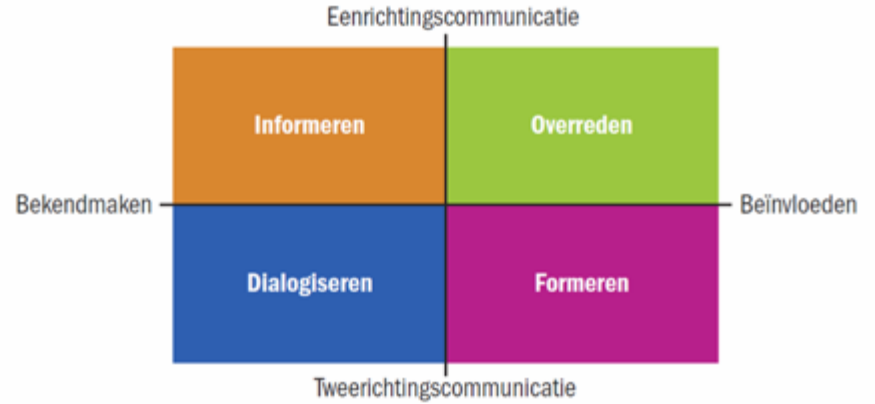 Eenrichtingscommunicatie
Informeren
Overreden
Bekendmaken
Beïnvloeden
Dialogiseren
Formeren
Tweerichtingscommunicatie